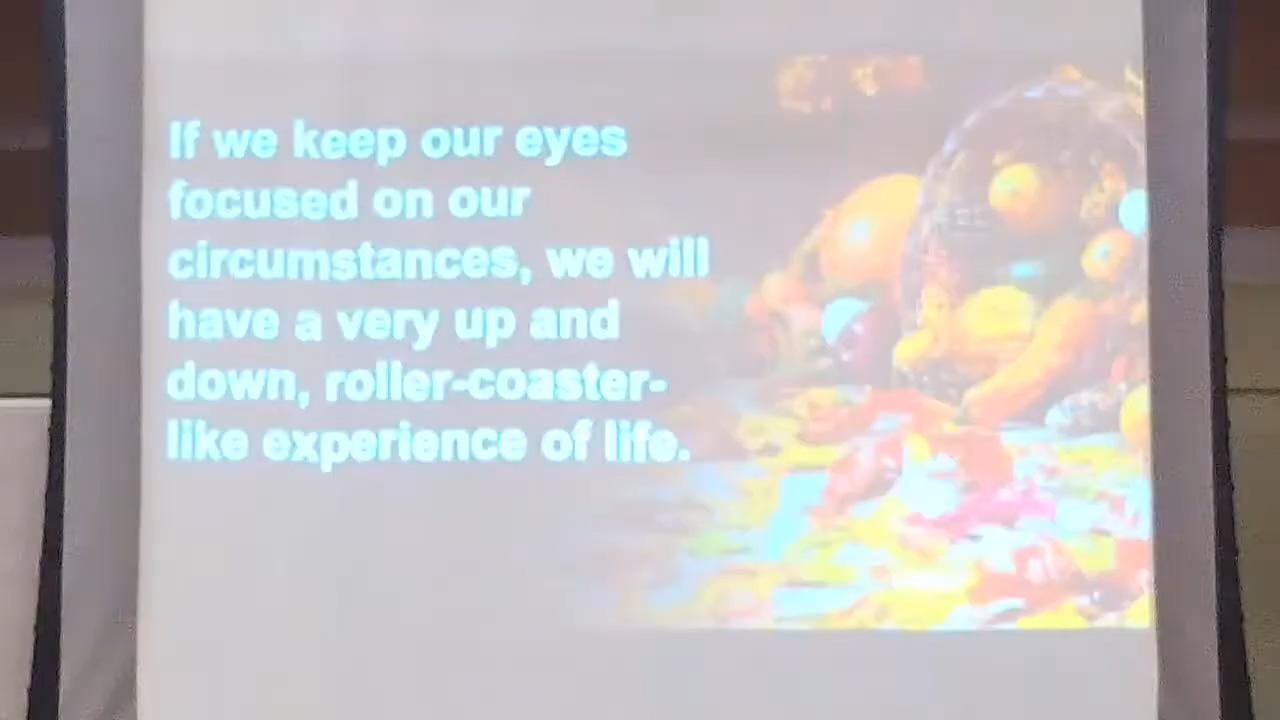 If we keep our eyes
focused on our
circumstances, we will
have a very up and
down, roller-coaster-
like experience of life.